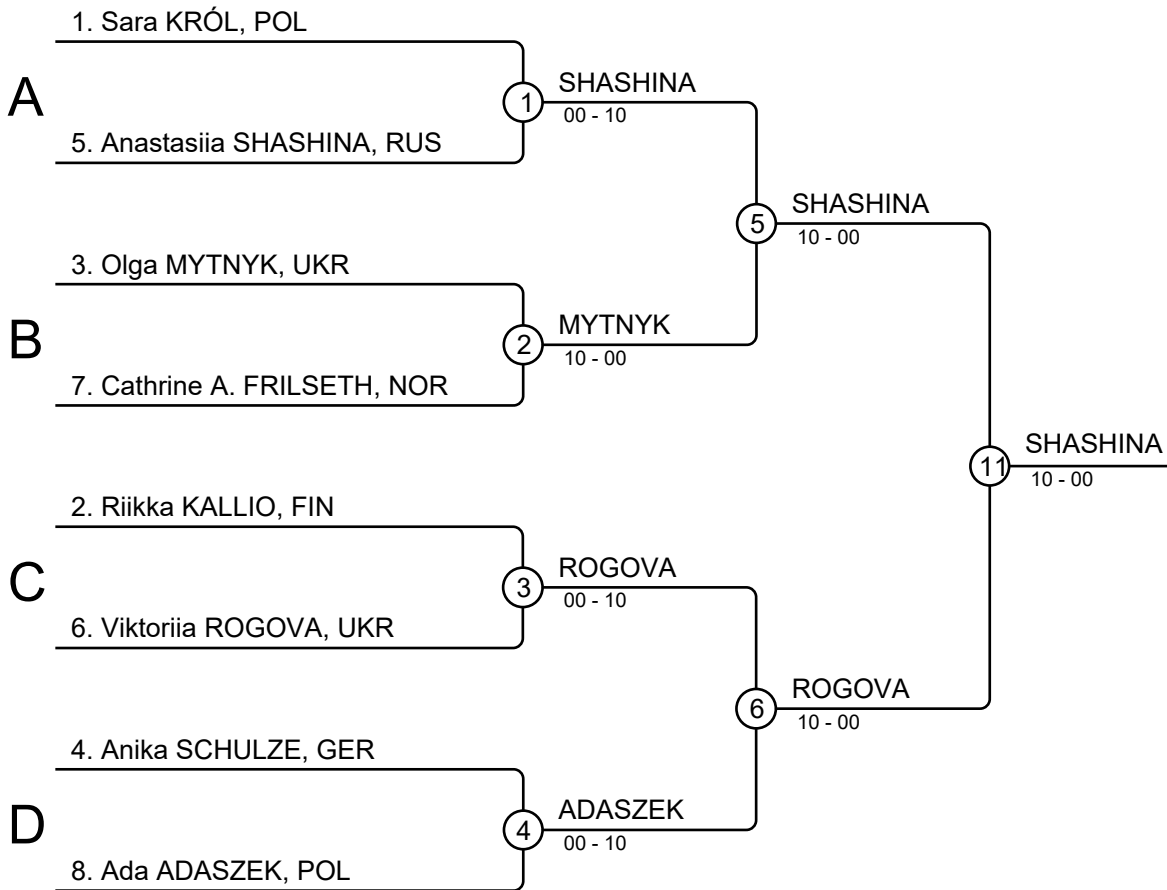 1. Sara KRÓL, POL
A
1
SHASHINA
00 - 10
5. Anastasiia SHASHINA, RUS
5
SHASHINA
10 - 00
3. Olga MYTNYK, UKR
B
2
MYTNYK
10 - 00
7. Cathrine A. FRILSETH, NOR
11
SHASHINA
10 - 00
2. Riikka KALLIO, FIN
C
3
ROGOVA
00 - 10
6. Viktoriia ROGOVA, UKR
6
ROGOVA
10 - 00
4. Anika SCHULZE, GER
D
4
ADASZEK
00 - 10
8. Ada ADASZEK, POL